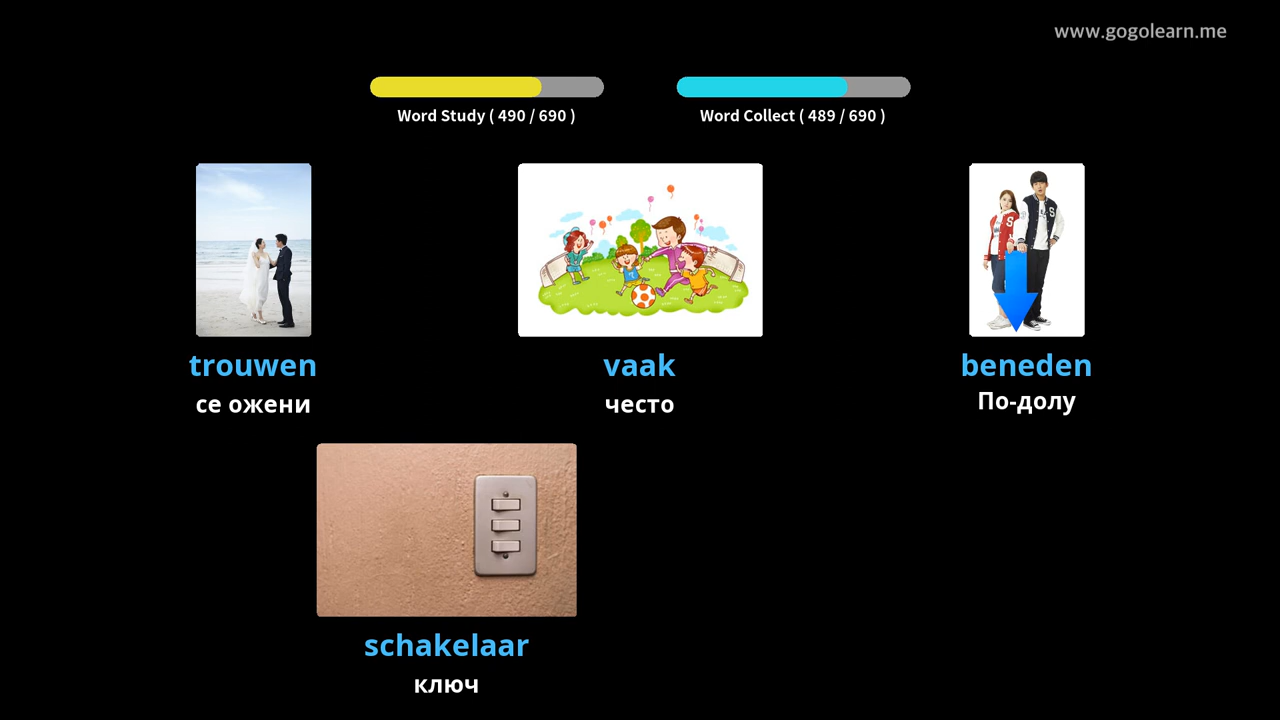 www.gogolearn.me
Word Study ( 490 / 690 )
Word Collect ( 489 / 690 )
trouwen
се ожени
vaak
често
beneden
По-долу
schakelaar
ключ